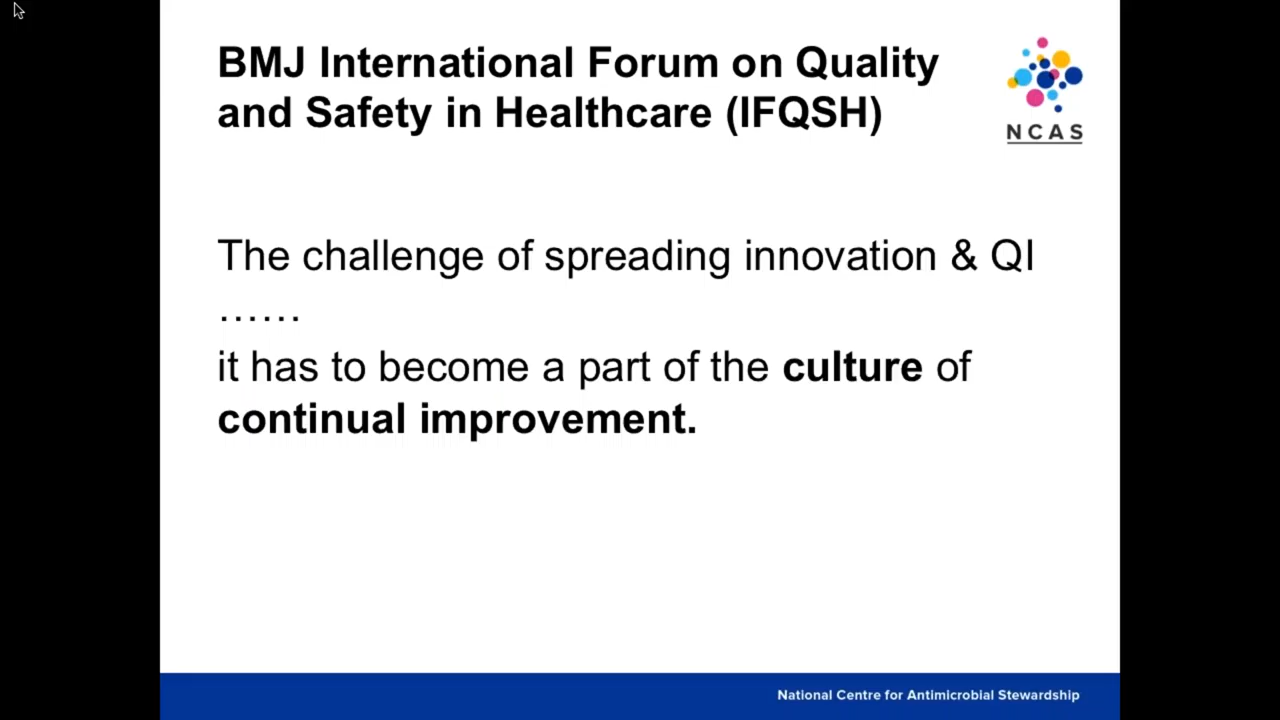 BMJ International Forum on Quality
and Safety in Healthcare (IFQSH)
NCAS
The challenge of spreading innovation & QI
......
it has to become a part of the culture of
continual improvement.
National Centre for Antimicrobial Stewardship